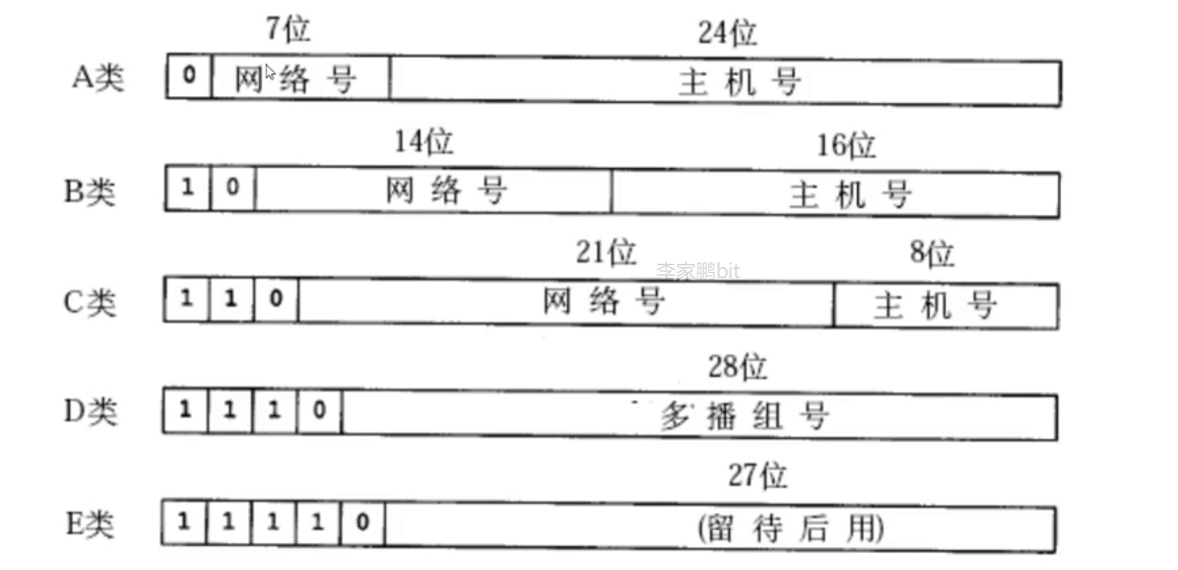 7位 24位
A类 0 网络号 主机号
14位 16位
B类 1 0 网络号 主机号
21位 李家鹏bit 8位
C类 1 1 0 网络号 主机号
28位
D类 1 1 1 0 多播组号
27位
E类 1 1 1 1 0 (留待后用)